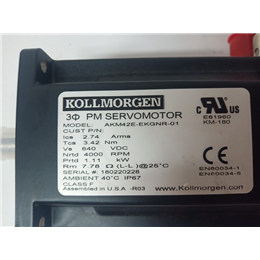 KOLLMORGEN
3Φ PM SERVOMOTOR
MODEL: AKM42E-EKGNR-01
CUST P/N:
Ics 2.74 Arms
Tcs 3.42 Nm
Vs 640 VDC
Nrtd 4000 RPM
Prtd 1.11 kW
Rm 7.78 Ω (L-L)@25°C
SERIAL #: 180220228
AMBIENT 40°C IP67
CLASS F
Assembled in U.S.A -R03
c UR US
E61960
KM-180
EN60034-1
EN60034-5
www.Kollmorgen.com